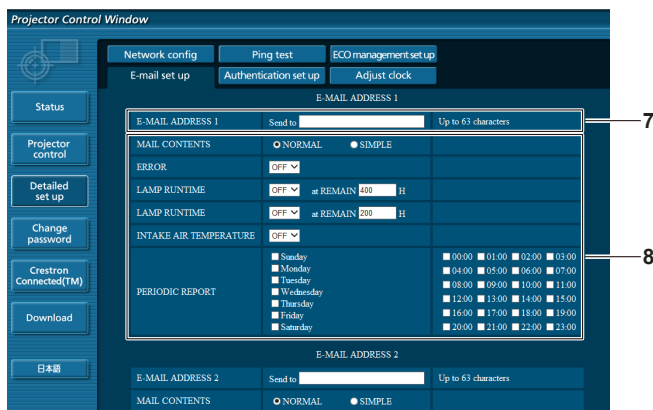 Projector Control Window
Network config Ping test ECO management set up
E-mail set up Authentication set up Adjust clock
Status
Projector control
Detailed set up
Change password
Crestron Connected(TM)
Download
日本語
E-MAIL ADDRESS 1
E-MAIL ADDRESS 1 Send to Up to 63 characters
7
MAIL CONTENTS NORMAL SIMPLE
ERROR OFF
LAMP RUNTIME OFF at REMAIN 400 H
LAMP RUNTIME OFF at REMAIN 200 H
INTAKE AIR TEMPERATURE OFF
8
PERIODIC REPORT
Sunday
Monday
Tuesday
Wednesday
Thursday
Friday
Saturday
00:00 01:00 02:00 03:00
04:00 05:00 06:00 07:00
08:00 09:00 10:00 11:00
12:00 13:00 14:00 15:00
16:00 17:00 18:00 19:00
20:00 21:00 22:00 23:00
E-MAIL ADDRESS 2
E-MAIL ADDRESS 2 Send to Up to 63 characters
MAIL CONTENTS NORMAL SIMPLE